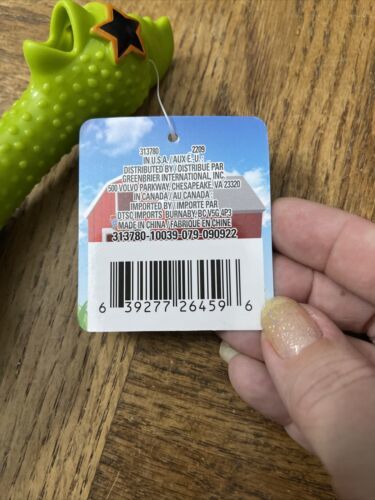 313780 2209
IN U.S.A. / AUX E.-U. :
DISTRIBUTED BY / DISTRIBUÉ PAR
GREENBRIER INTERNATIONAL, INC.
500 VOLVO PARKWAY, CHESAPEAKE, VA 23320
IN CANADA / AU CANADA :
IMPORTED BY / IMPORTÉ PAR
DTSC IMPORTS, BURNABY, BC V5G 4P3
MADE IN CHINA / FABRIQUÉ EN CHINE
313780-10039-079-090922
6 39277 26459 6